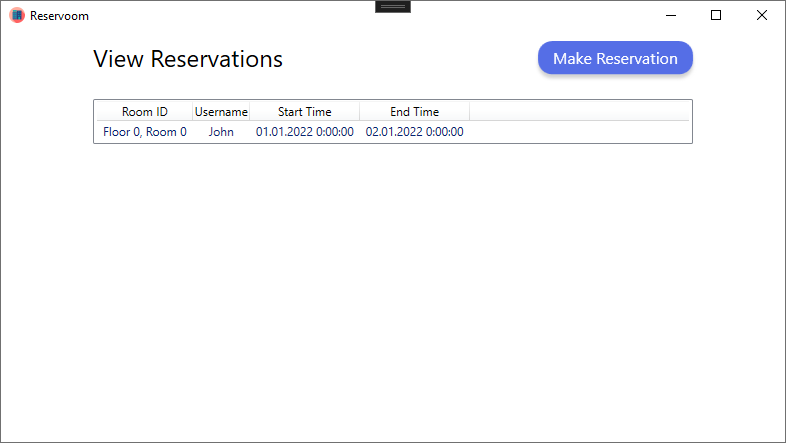 Reservoom
View Reservations
Make Reservation
Room ID Username Start Time End Time
Floor 0, Room 0 John 01.01.2022 0:00:00 02.01.2022 0:00:00